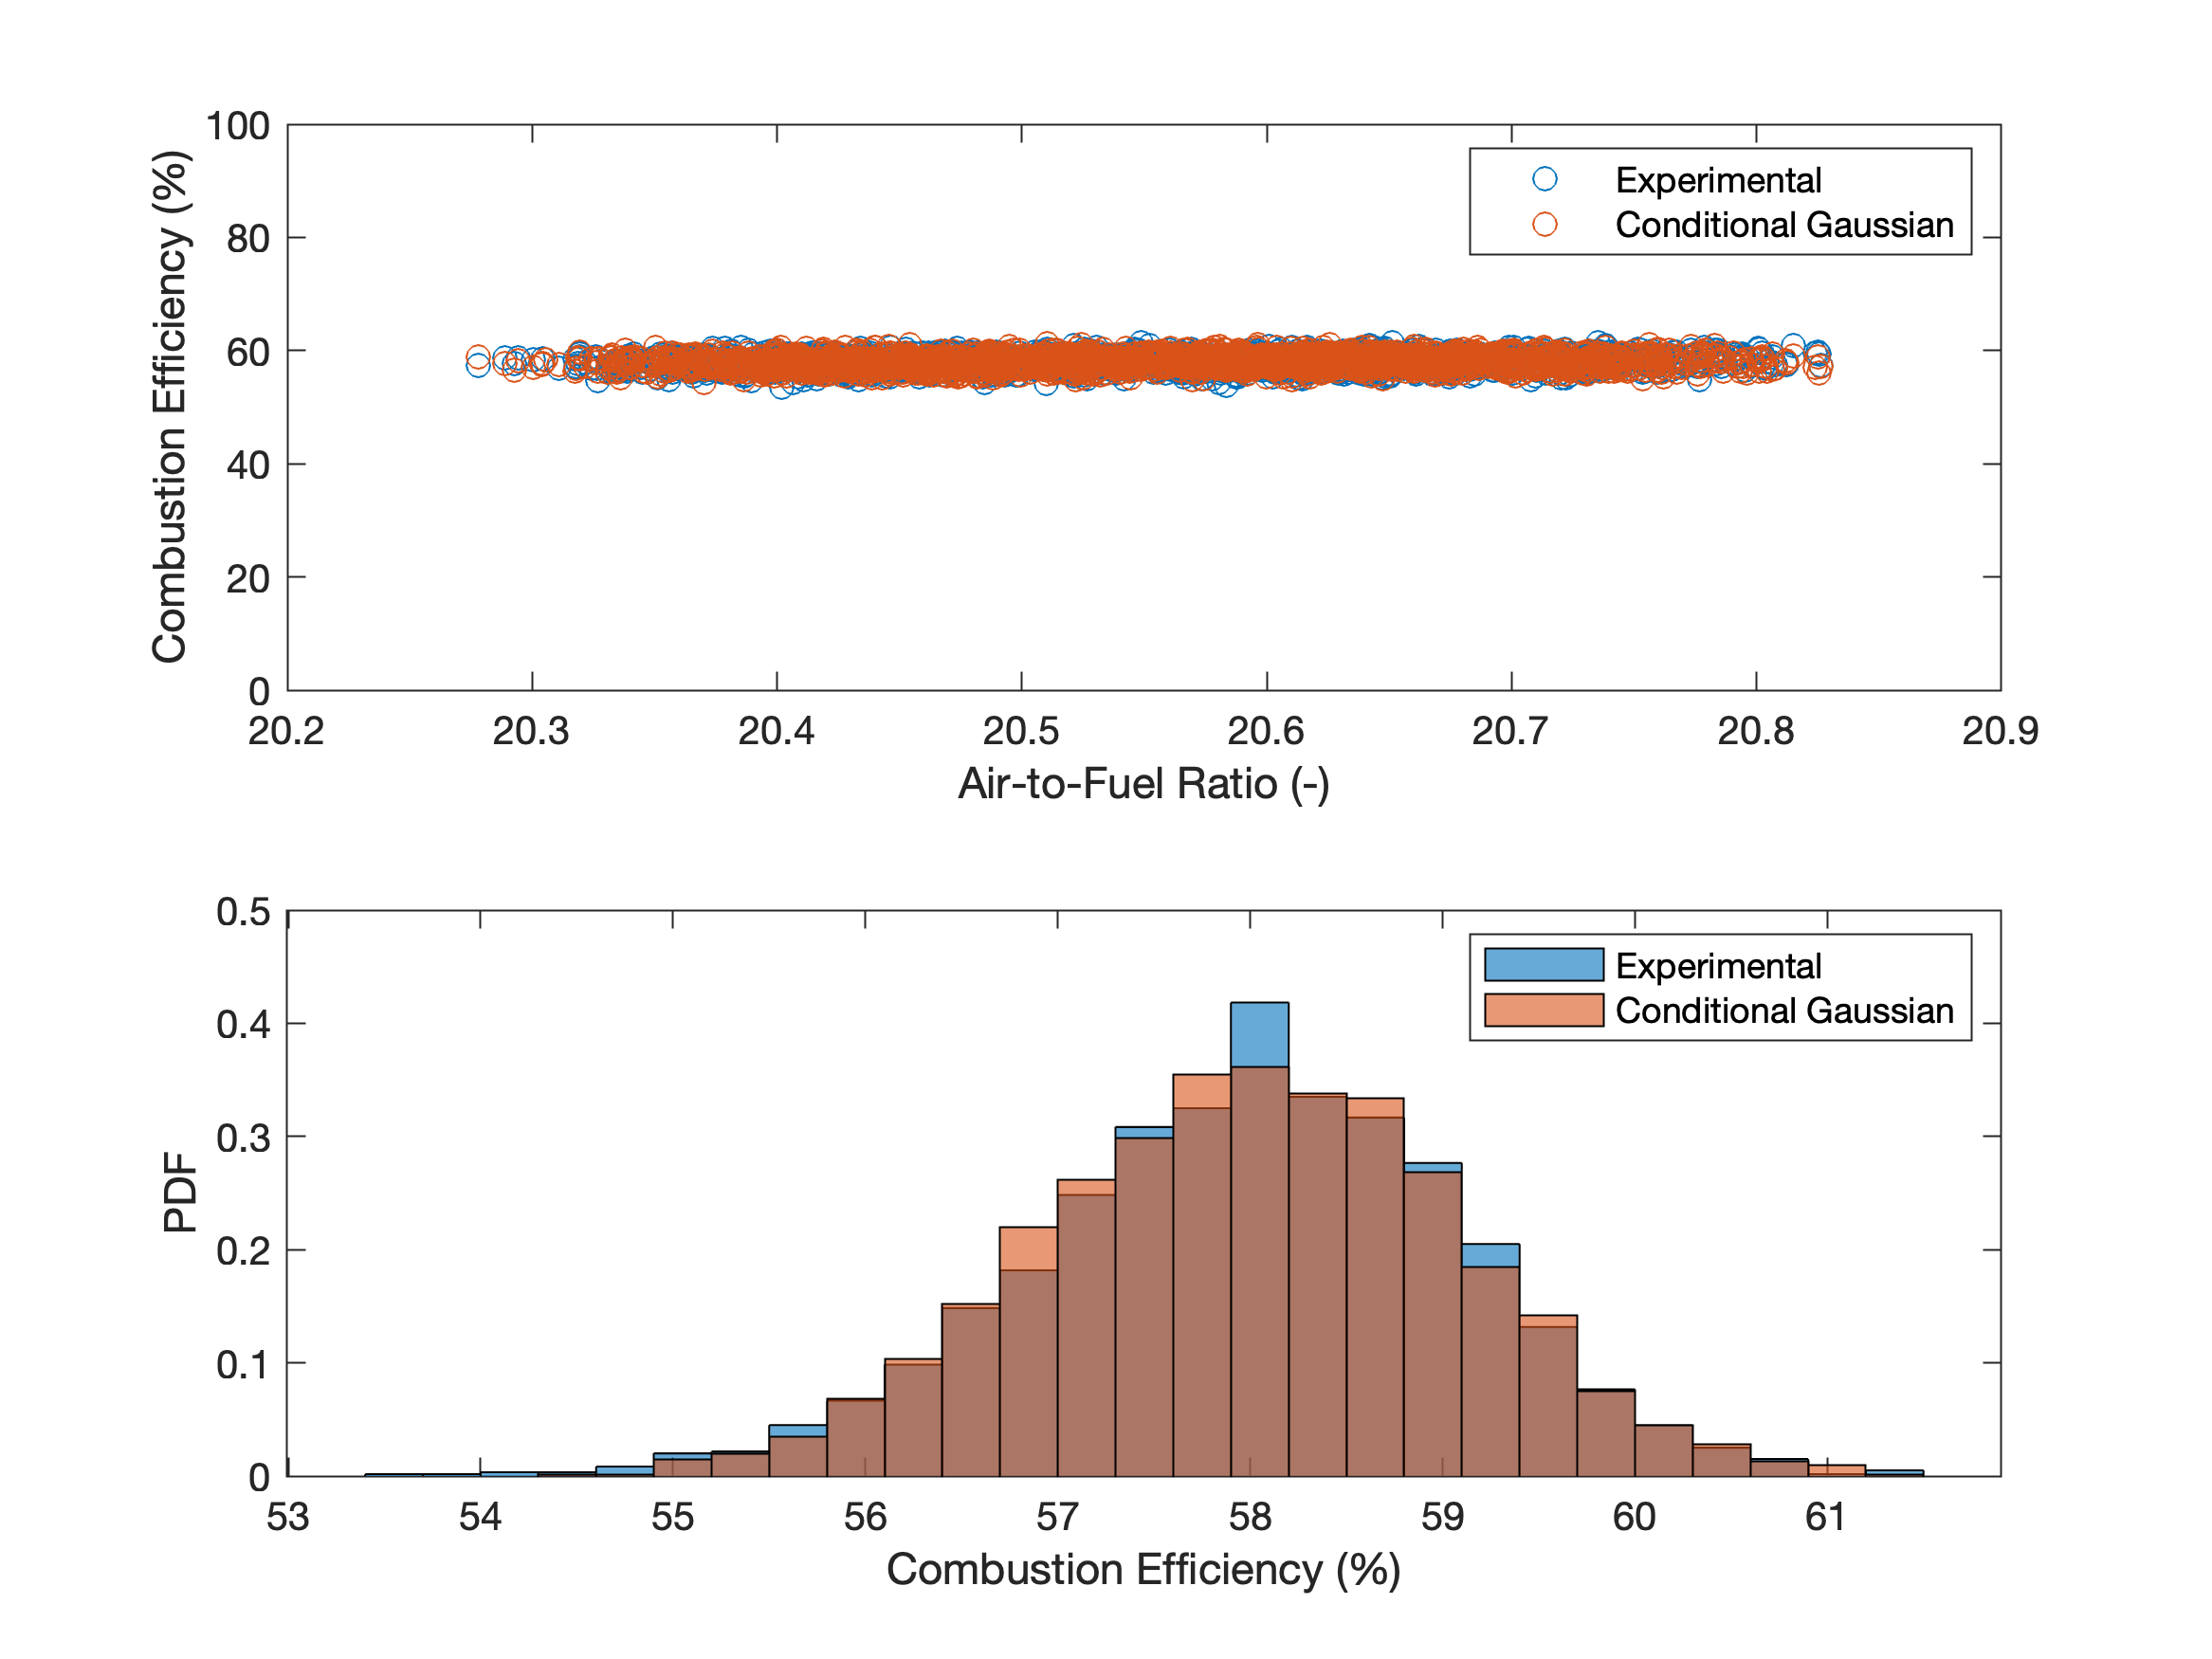 100
80
60
40
20
0
Combustion Efficiency (%)
Experimental
Conditional Gaussian
20.2 20.3 20.4 20.5 20.6 20.7 20.8 20.9
Air-to-Fuel Ratio (-)
0.5
0.4
0.3
0.2
0.1
0
PDF
Experimental
Conditional Gaussian
53 54 55 56 57 58 59 60 61
Combustion Efficiency (%)